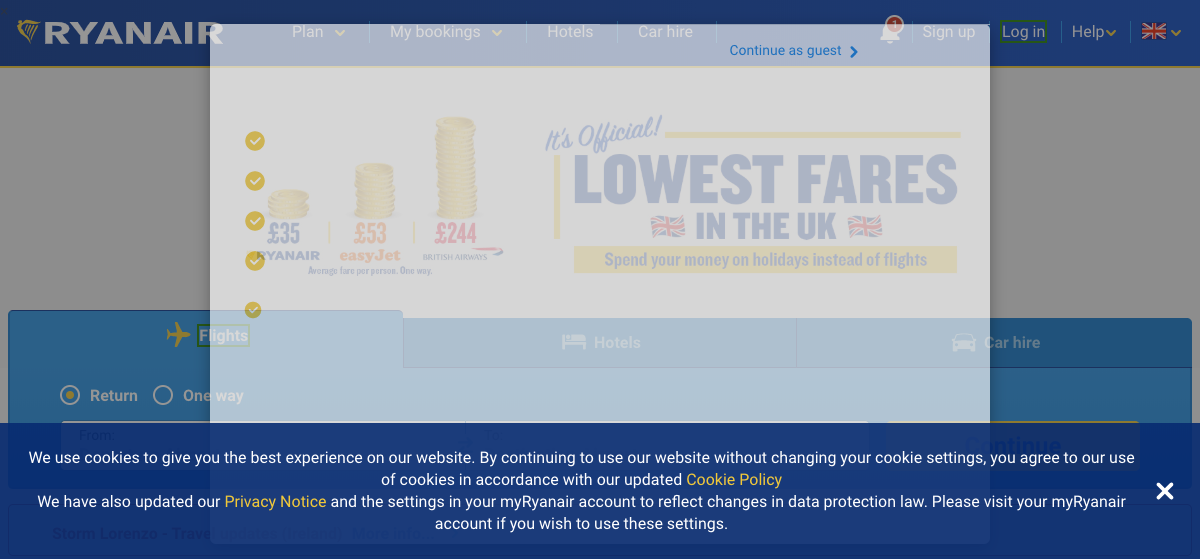 RYANAIR
Plan
My bookings
Hotels
Car hire
1
Sign up
Log in
Help
Continue as guest
It's Official!
LOWEST FARES
IN THE UK
Spend your money on holidays instead of flights
£35
£53
£244
RYANAIR
easyJet
BRITISH AIRWAYS
Average fare per person. One way.
Flights
Hotels
Car hire
Return
One way
From:
To:
Continue
We use cookies to give you the best experience on our website. By continuing to use our website without changing your cookie settings, you agree to our use
of cookies in accordance with our updated Cookie Policy
We have also updated our Privacy Notice and the settings in your myRyanair account to reflect changes in data protection law. Please visit your myRyanair
account if you wish to use these settings.
Storm Lorenzo - Travel Updates (Ireland). More info...